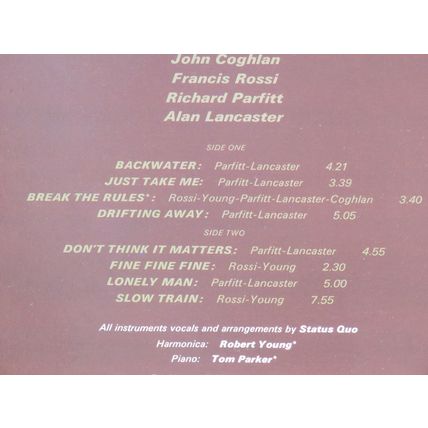 John Coghlan
Francis Rossi
Richard Parfitt
Alan Lancaster
SIDE ONE
BACKWATER: Parfitt-Lancaster 4.21
JUST TAKE ME: Parfitt-Lancaster 3.39
BREAK THE RULES*: Rossi-Young-Parfitt-Lancaster-Coghlan 3.40
DRIFTING AWAY: Parfitt-Lancaster 5.05
SIDE TWO
DON'T THINK IT MATTERS: Parfitt-Lancaster 4.55
FINE FINE FINE: Rossi-Young 2.30
LONELY MAN: Parfitt-Lancaster 5.00
SLOW TRAIN: Rossi-Young 7.55
All instruments vocals and arrangements by Status Quo
Harmonica: Robert Young*
Piano: Tom Parker*